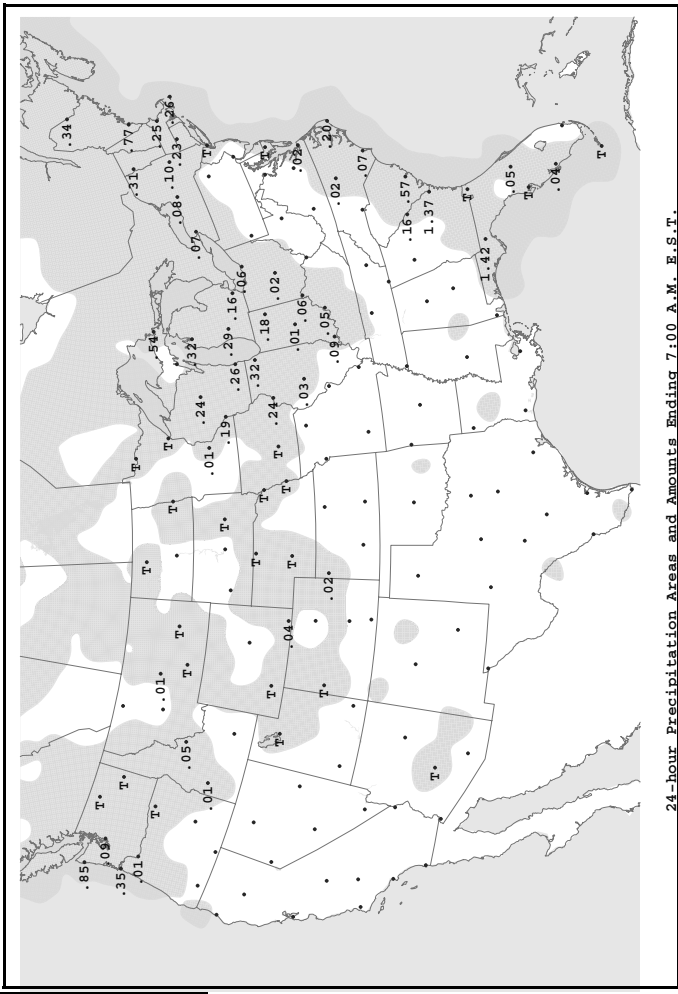 .34
.85
T
.09
.35
T
.77
.31
T
.01
T
.54
T
.25
.01
T
.26
.10
T
.23
.08
T
.05
T
.32
.07
.24
T
.01
.01
T
.19
.29
.16
.26
.06
.32
T
T
.18
T
T
.24
.02
T
T
T
.04
T
.01
.02
.06
.03
T
.05
.20
.02
.09
.02
.07
.57
.16
1.37
T
T
1.42
.05
T
.04
T
24-hour Precipitation Areas and Amounts Ending 7:00 A.M. E.S.T.